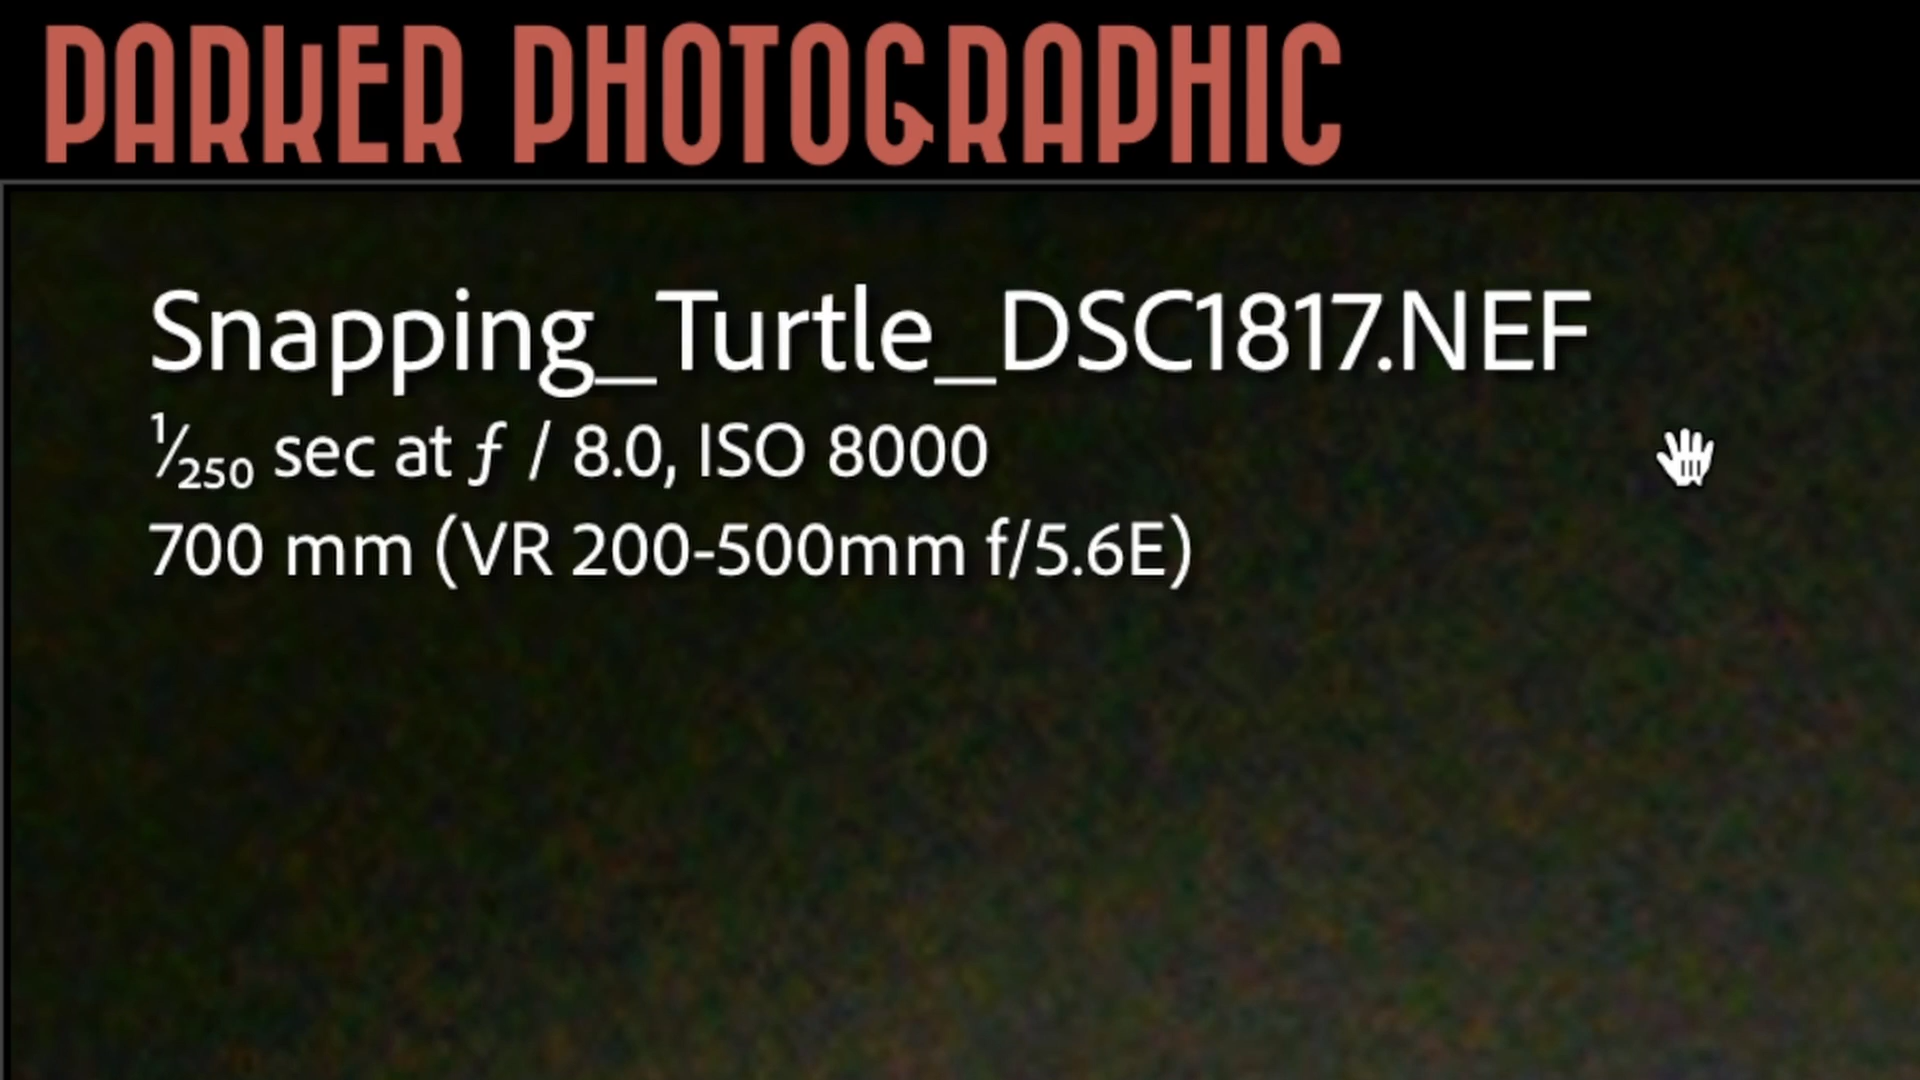 PARKER PHOTOGRAPHIC
Snapping_Turtle_DSC1817.NEF
1/250 sec at ƒ / 8.0, ISO 8000
700 mm (VR 200-500mm f/5.6E)